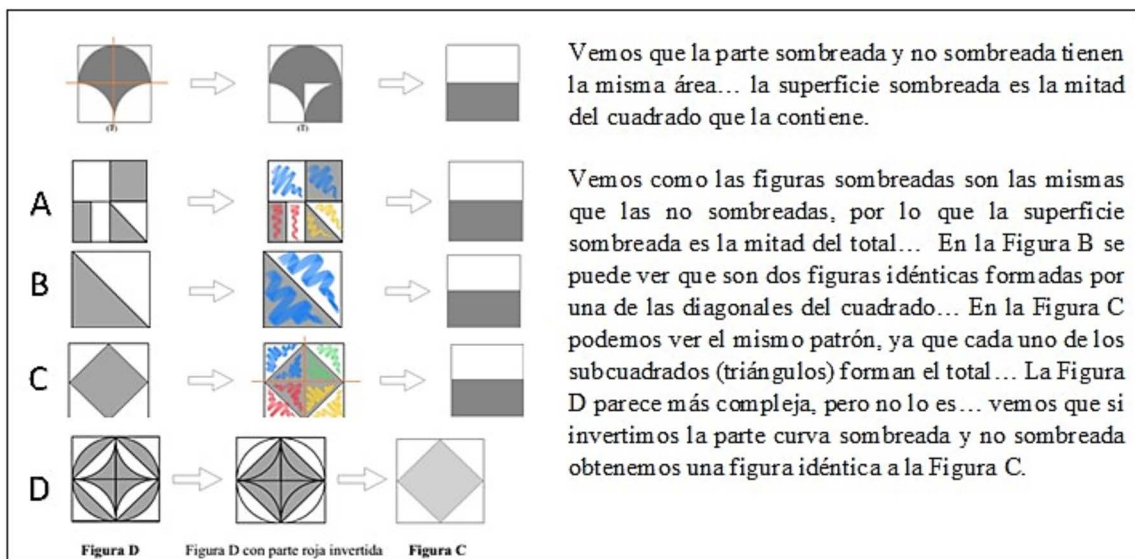 Vemos que la parte sombreada y no sombreada tienen
la misma área... la superficie sombreada es la mitad
del cuadrado que la contiene.
(T)
(T)
Vemos como las figuras sombreadas son las mismas
que las no sombreadas, por lo que la superficie
sombreada es la mitad del total... En la Figura B se
puede ver que son dos figuras idénticas formadas por
una de las diagonales del cuadrado... En la Figura C
podemos ver el mismo patrón, ya que cada uno de los
subcuadrados (triángulos) forman el total... La Figura
D parece más compleja, pero no lo es... vemos que si
invertimos la parte curva sombreada y no sombreada
obtenemos una figura idéntica a la Figura C.
A
B
C
D
Figura D
Figura D con parte roja invertida
Figura C